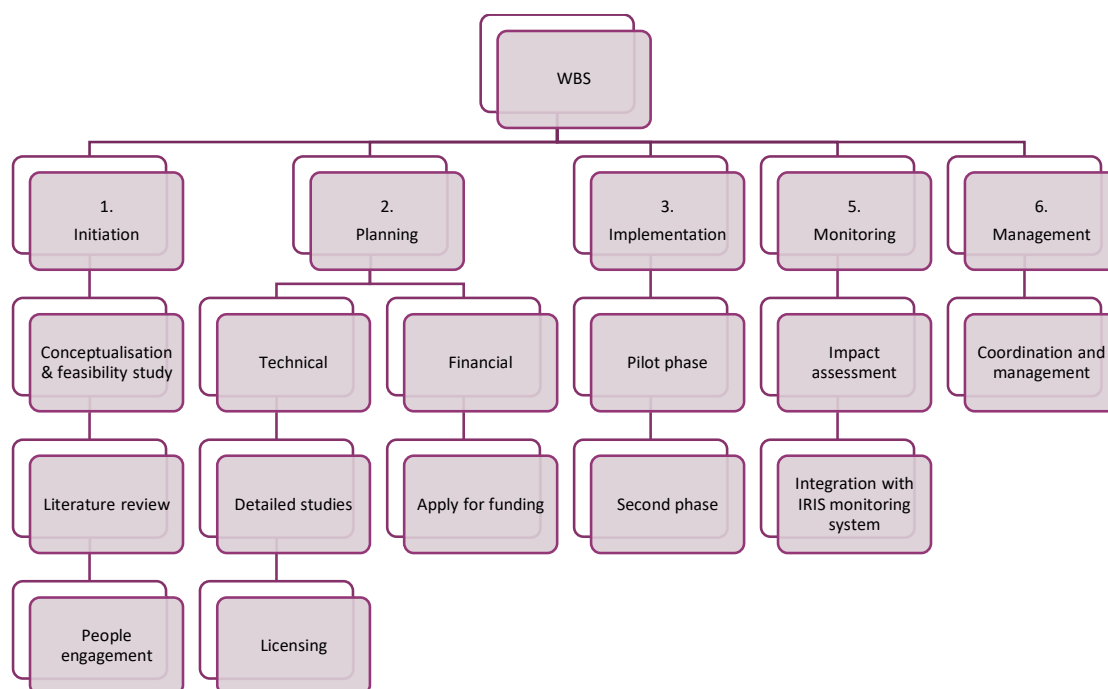 WBS
1.
Initiation
2.
Planning
3.
Implementation
5.
Monitoring
6.
Management
Conceptualisation
& feasibility study
Technical
Financial
Pilot phase
Impact
assessment
Coordination and
management
Literature review
Detailed studies
Apply for funding
Second phase
Integration with
IRIS monitoring
system
People
engagement
Licensing